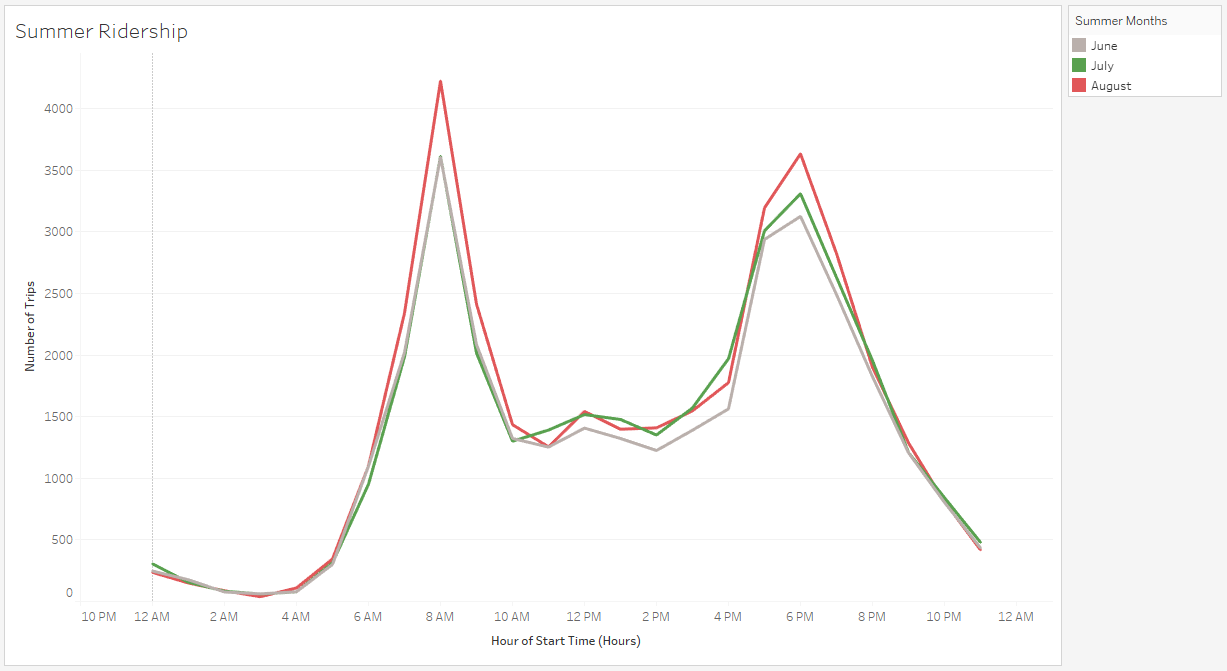 Summer Ridership
Summer Months
June
July
August
Number of Trips
4000
3500
3000
2500
2000
1500
1000
500
0
10 PM 12 AM 2 AM 4 AM 6 AM 8 AM 10 AM 12 PM 2 PM 4 PM 6 PM 8 PM 10 PM 12 AM
Hour of Start Time (Hours)